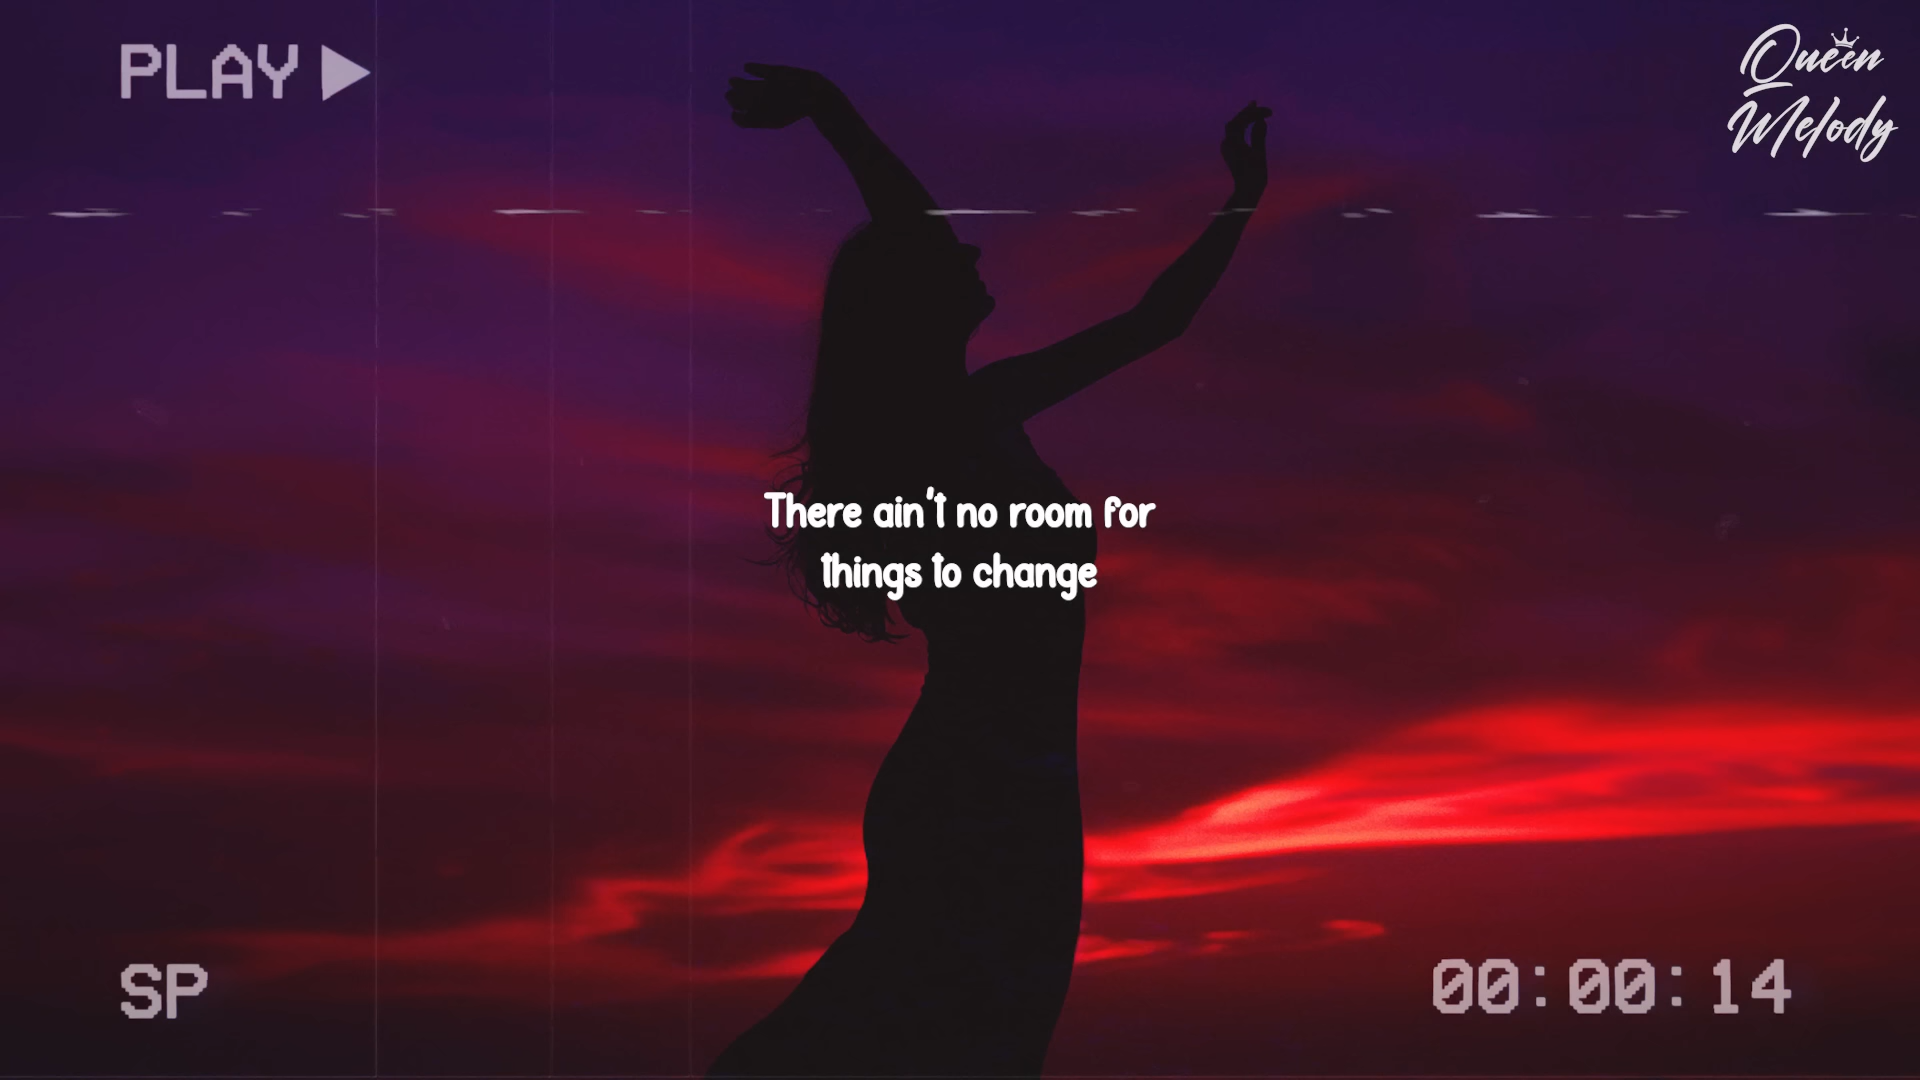 PLAY
Queen
Melody
There ain't no room for
things to change
SP
00:00:14